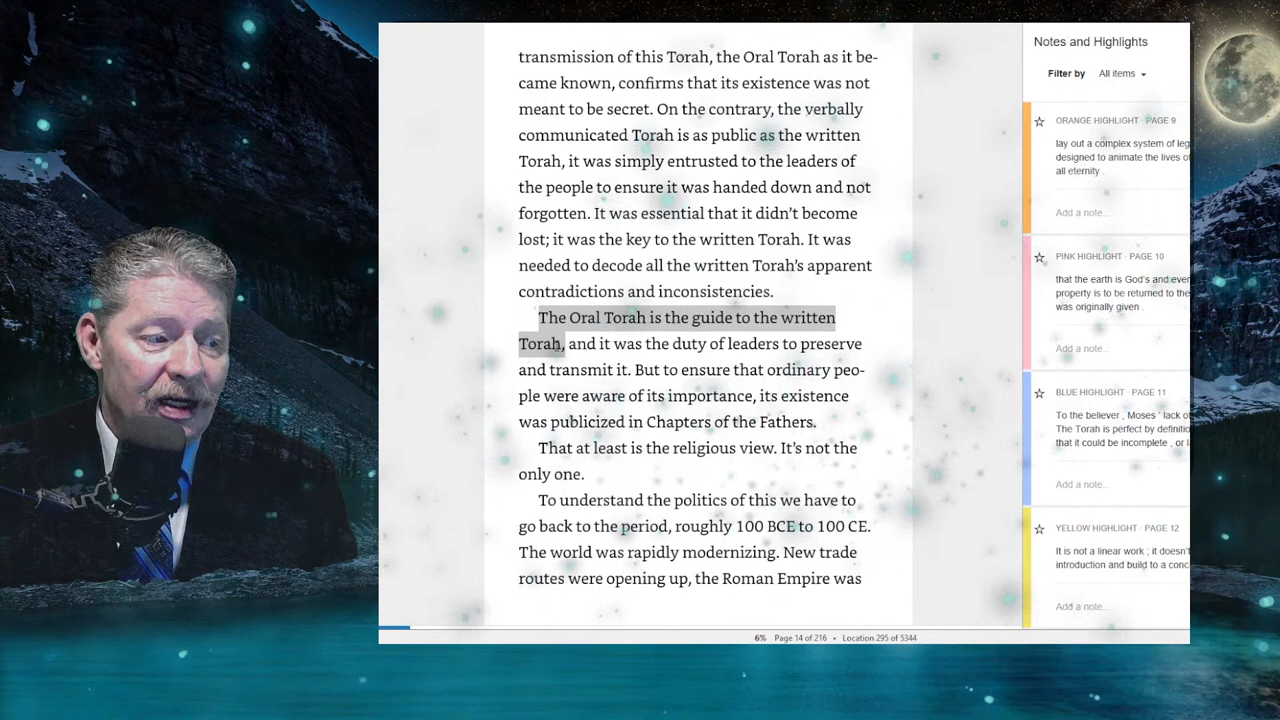 transmission of this Torah, the Oral Torah as it be-
came known, confirms that its existence was not
meant to be secret. On the contrary, the verbally
communicated Torah is as public as the written
Torah, it was simply entrusted to the leaders of
the people to ensure it was handed down and not
forgotten. It was essential that it didn't become
lost; it was the key to the written Torah. It was
needed to decode all the written Torah's apparent
contradictions and inconsistencies.
The Oral Torah is the guide to the written
Torah, and it was the duty of leaders to preserve
and transmit it. But to ensure that ordinary peo-
ple were aware of its importance, its existence
was publicized in Chapters of the Fathers.
That at least is the religious view. It's not the
only one.
To understand the politics of this we have to
go back to the period, roughly 100 BCE to 100 CE.
The world was rapidly modernizing. New trade
routes were opening up, the Roman Empire was
6% Page 14 of 216 • Location 295 of 5344
Notes and Highlights
Filter by All items
ORANGE HIGHLIGHT · PAGE 9
lay out a complex system of leg
designed to animate the lives of
all eternity .
Add a note...
PINK HIGHLIGHT · PAGE 10
that the earth is God's and ever
property is to be returned to the
was originally given .
Add a note...
BLUE HIGHLIGHT · PAGE 11
To the believer , Moses ' lack of
The Torah is perfect by definitio
that it could be incomplete , or
Add a note...
YELLOW HIGHLIGHT · PAGE 12
It is not a linear work ; it doesn't
introduction and build to a conc
Add a note...